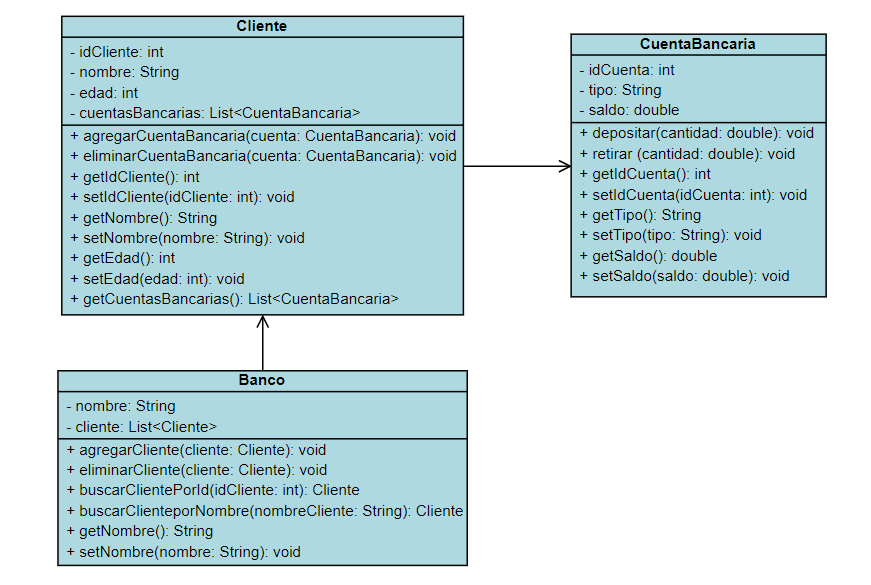 Cliente
- idCliente: int
- nombre: String
- edad: int
- cuentasBancarias: List<CuentaBancaria>
+ agregarCuentaBancaria(cuenta: CuentaBancaria): void
+ eliminarCuentaBancaria(cuenta: CuentaBancaria): void
+ getIdCliente(): int
+ setIdCliente(idCliente: int): void
+ getNombre(): String
+ setNombre(nombre: String): void
+ getEdad(): int
+ setEdad(edad: int): void
+ getCuentasBancarias(): List<CuentaBancaria>
CuentaBancaria
- idCuenta: int
- tipo: String
- saldo: double
+ depositar(cantidad: double): void
+ retirar (cantidad: double): void
+ getIdCuenta(): int
+ setIdCuenta(idCuenta: int): void
+ getTipo(): String
+ setTipo(tipo: String): void
+ getSaldo(): double
+ setSaldo(saldo: double): void
Banco
- nombre: String
- cliente: List<Cliente>
+ agregarCliente(cliente: Cliente): void
+ eliminarCliente(cliente: Cliente): void
+ buscarClientePorId(idCliente: int): Cliente
+ buscarClienteporNombre(nombreCliente: String): Cliente
+ getNombre(): String
+ setNombre(nombre: String): void